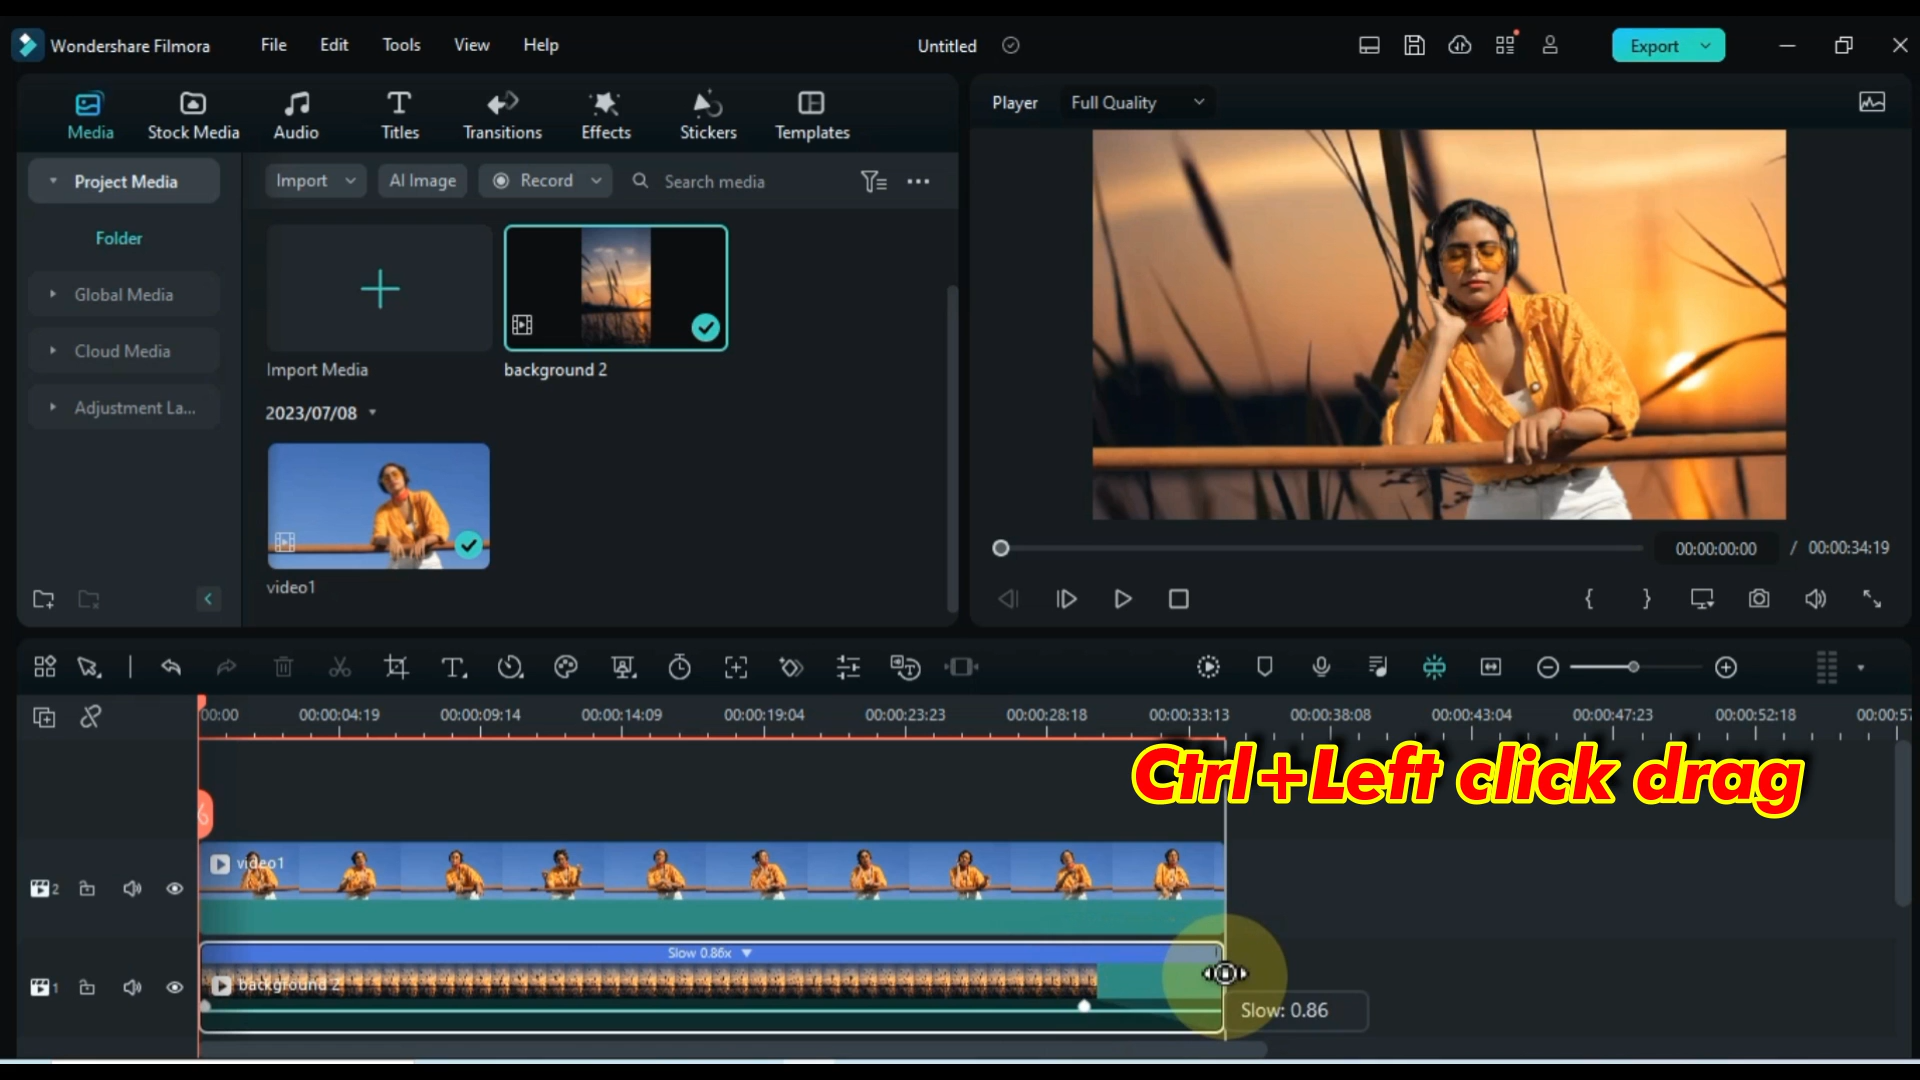 Wondershare Filmora
File
Edit
Tools
View
Help
Untitled
Export
Media
Stock Media
Audio
Titles
Transitions
Effects
Stickers
Templates
Player
Full Quality
Project Media
Folder
Global Media
Cloud Media
Adjustment La...
Import
AI Image
Record
Search media
Import Media
background 2
2023/07/08
video1
00:00:00:00
/ 00:00:34:19
{
}
00:00
00:00:04:19
00:00:09:14
00:00:14:09
00:00:19:04
00:00:23:23
00:00:28:18
00:00:33:13
00:00:38:08
00:00:43:04
00:00:47:23
00:00:52:18
00:00:57
Ctrl+Left click drag
video1
2
Slow 0.86x
background 2
1
Slow: 0.86